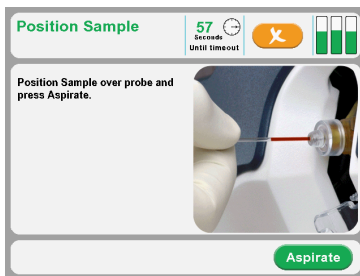 Position Sample
57
Seconds
Until timeout
Position Sample over probe and
press Aspirate.
Aspirate